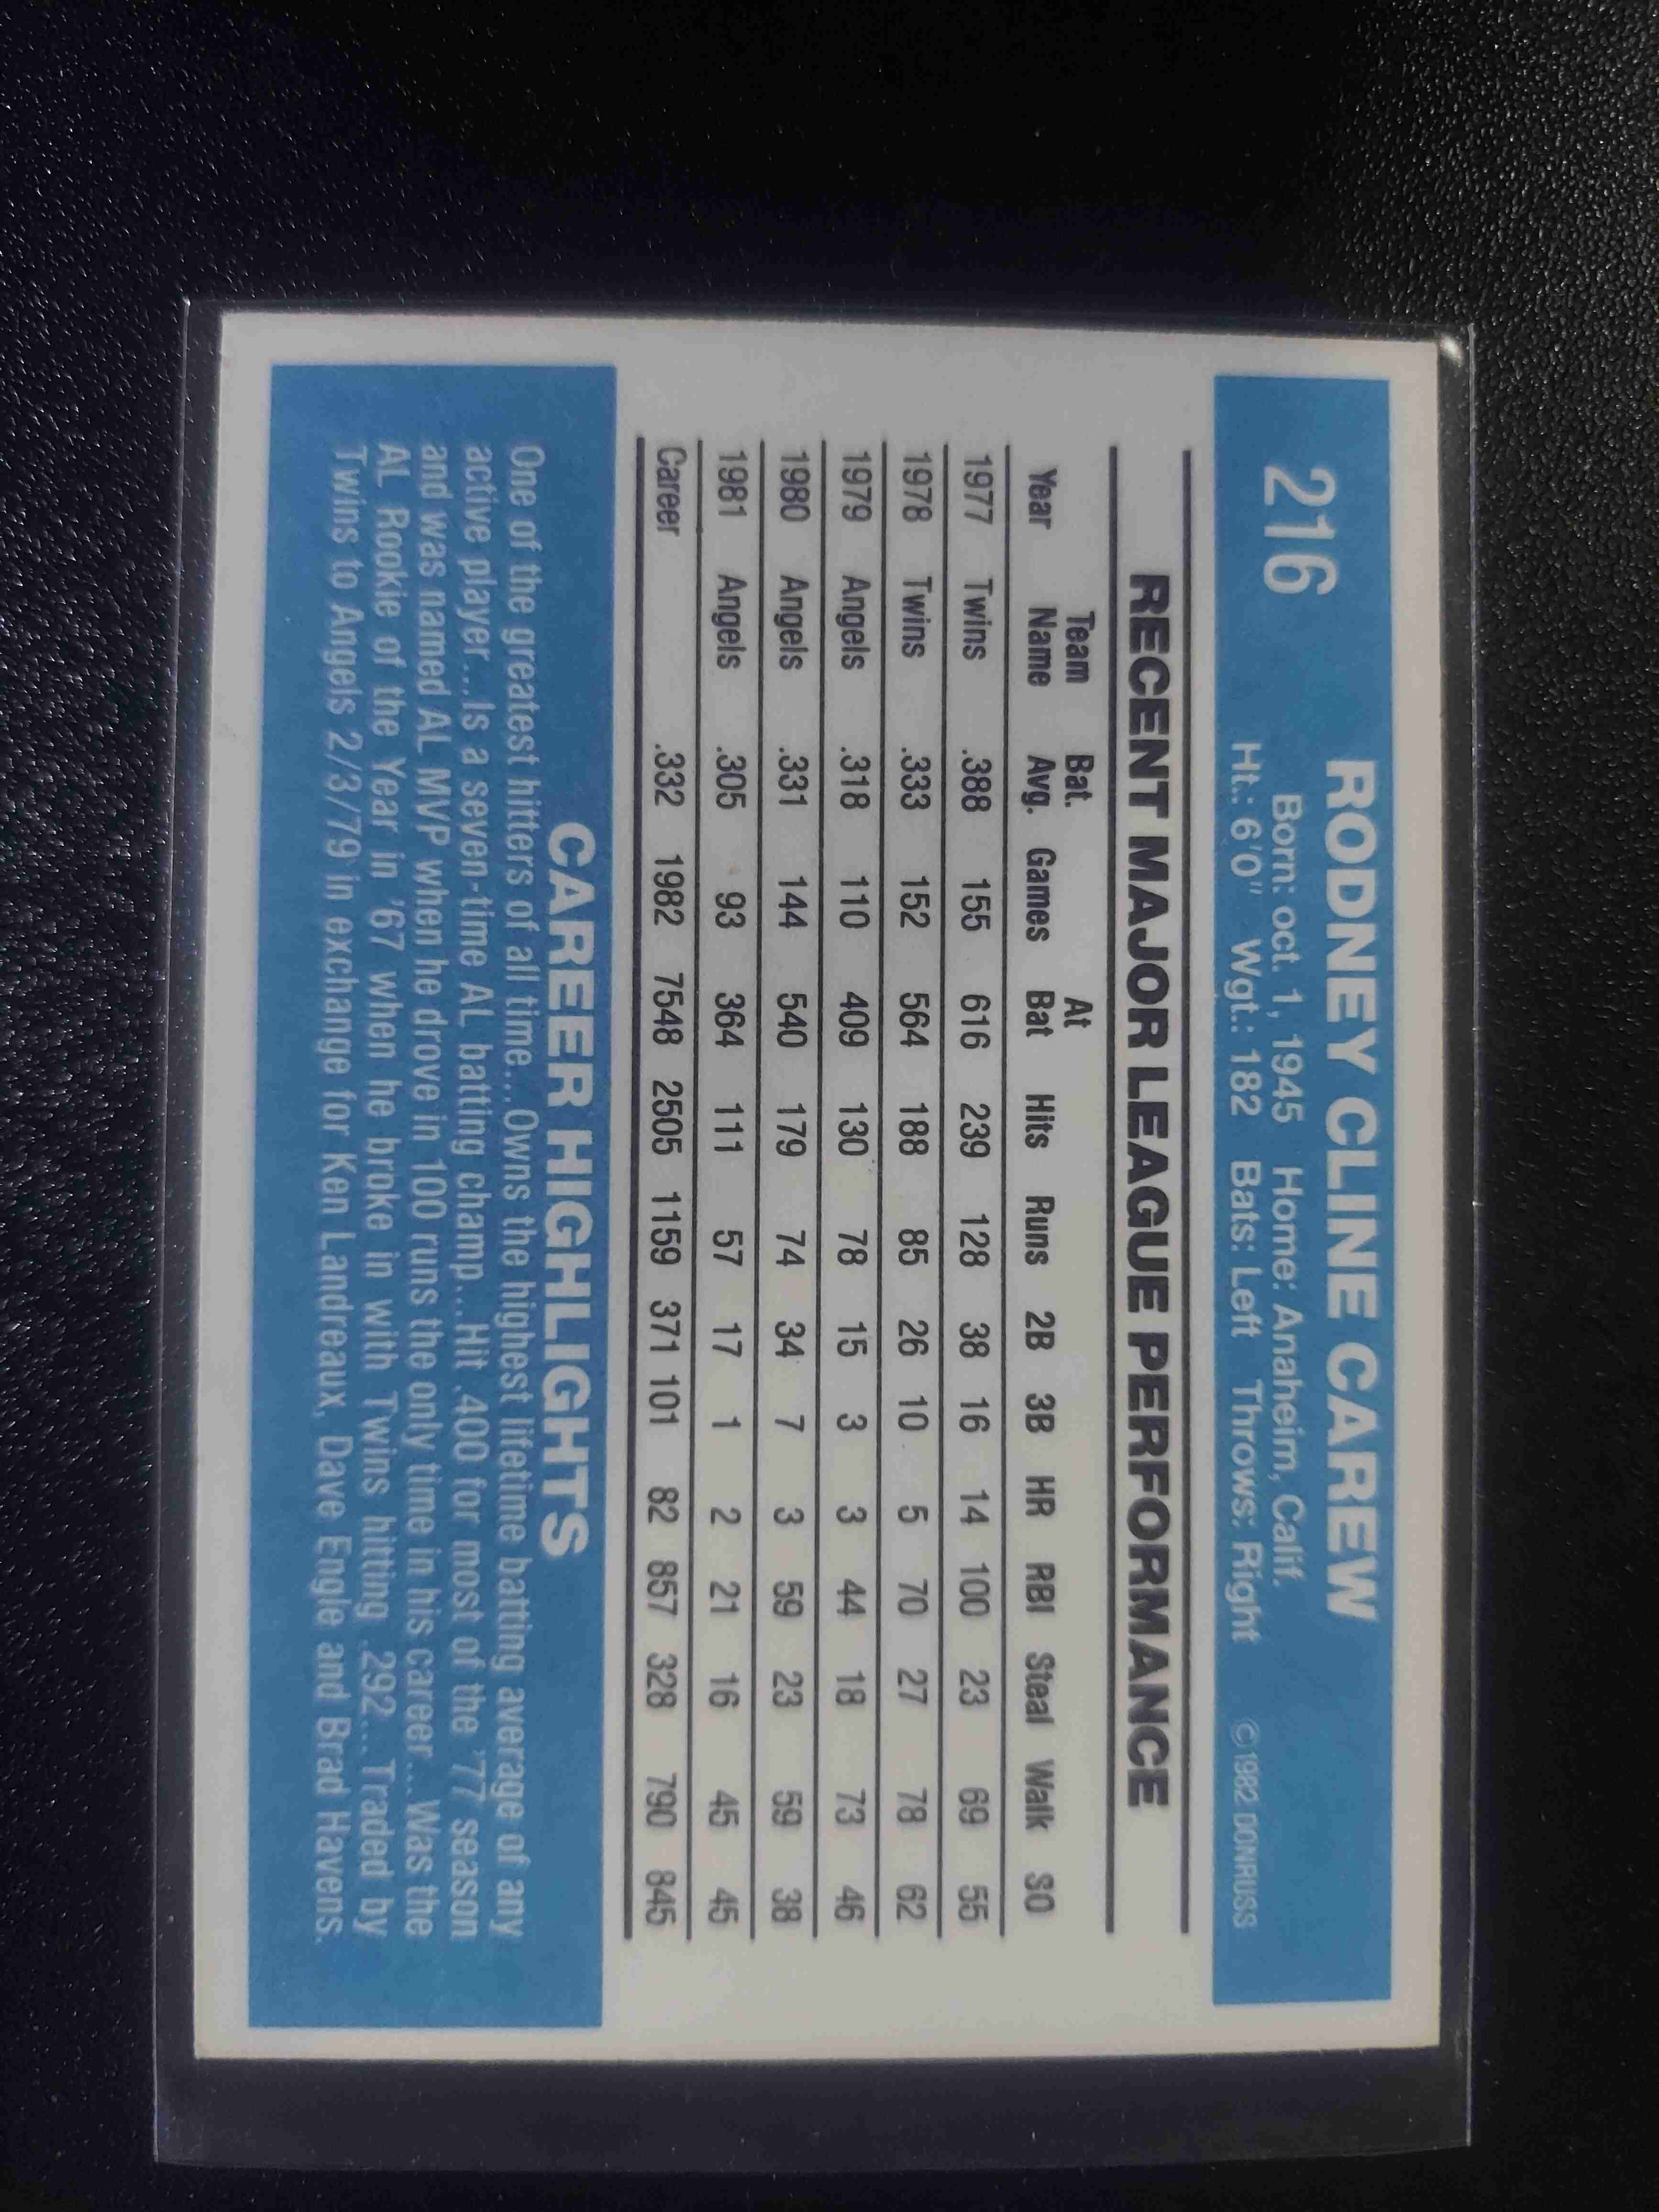 216
RODNEY CLINE CAREW
Born: oct. 1, 1945 Home: Anaheim, Calif.
Ht.: 6'0" Wgt.: 182 Bats: Left Throws: Right ©1982 DONRUSS
RECENT MAJOR LEAGUE PERFORMANCE
Team Bat. At
Year Name Avg. Games Bat Hits Runs 2B 3B HR RBI Steal Walk SO
1977 Twins .388 155 616 239 128 38 16 14 100 23 69 55
1978 Twins .333 152 564 188 85 26 10 5 70 27 78 62
1979 Angels .318 110 409 130 78 15 3 3 44 18 73 46
1980 Angels .331 144 540 179 74 34 7 3 59 23 59 38
1981 Angels .305 93 364 111 57 17 1 2 21 16 45 45
Career .332 1982 7548 2505 1159 371 101 82 857 328 790 845
CAREER HIGHLIGHTS
One of the greatest hitters of all time...Owns the highest lifetime batting average of any
active player...Is a seven-time AL batting champ...Hit .400 for most of the '77 season
and was named AL MVP when he drove in 100 runs the only time in his career...Was the
AL Rookie of the Year in '67 when he broke in with Twins hitting .292...Traded by
Twins to Angels 2/3/79 in exchange for Ken Landreaux, Dave Engle and Brad Havens.